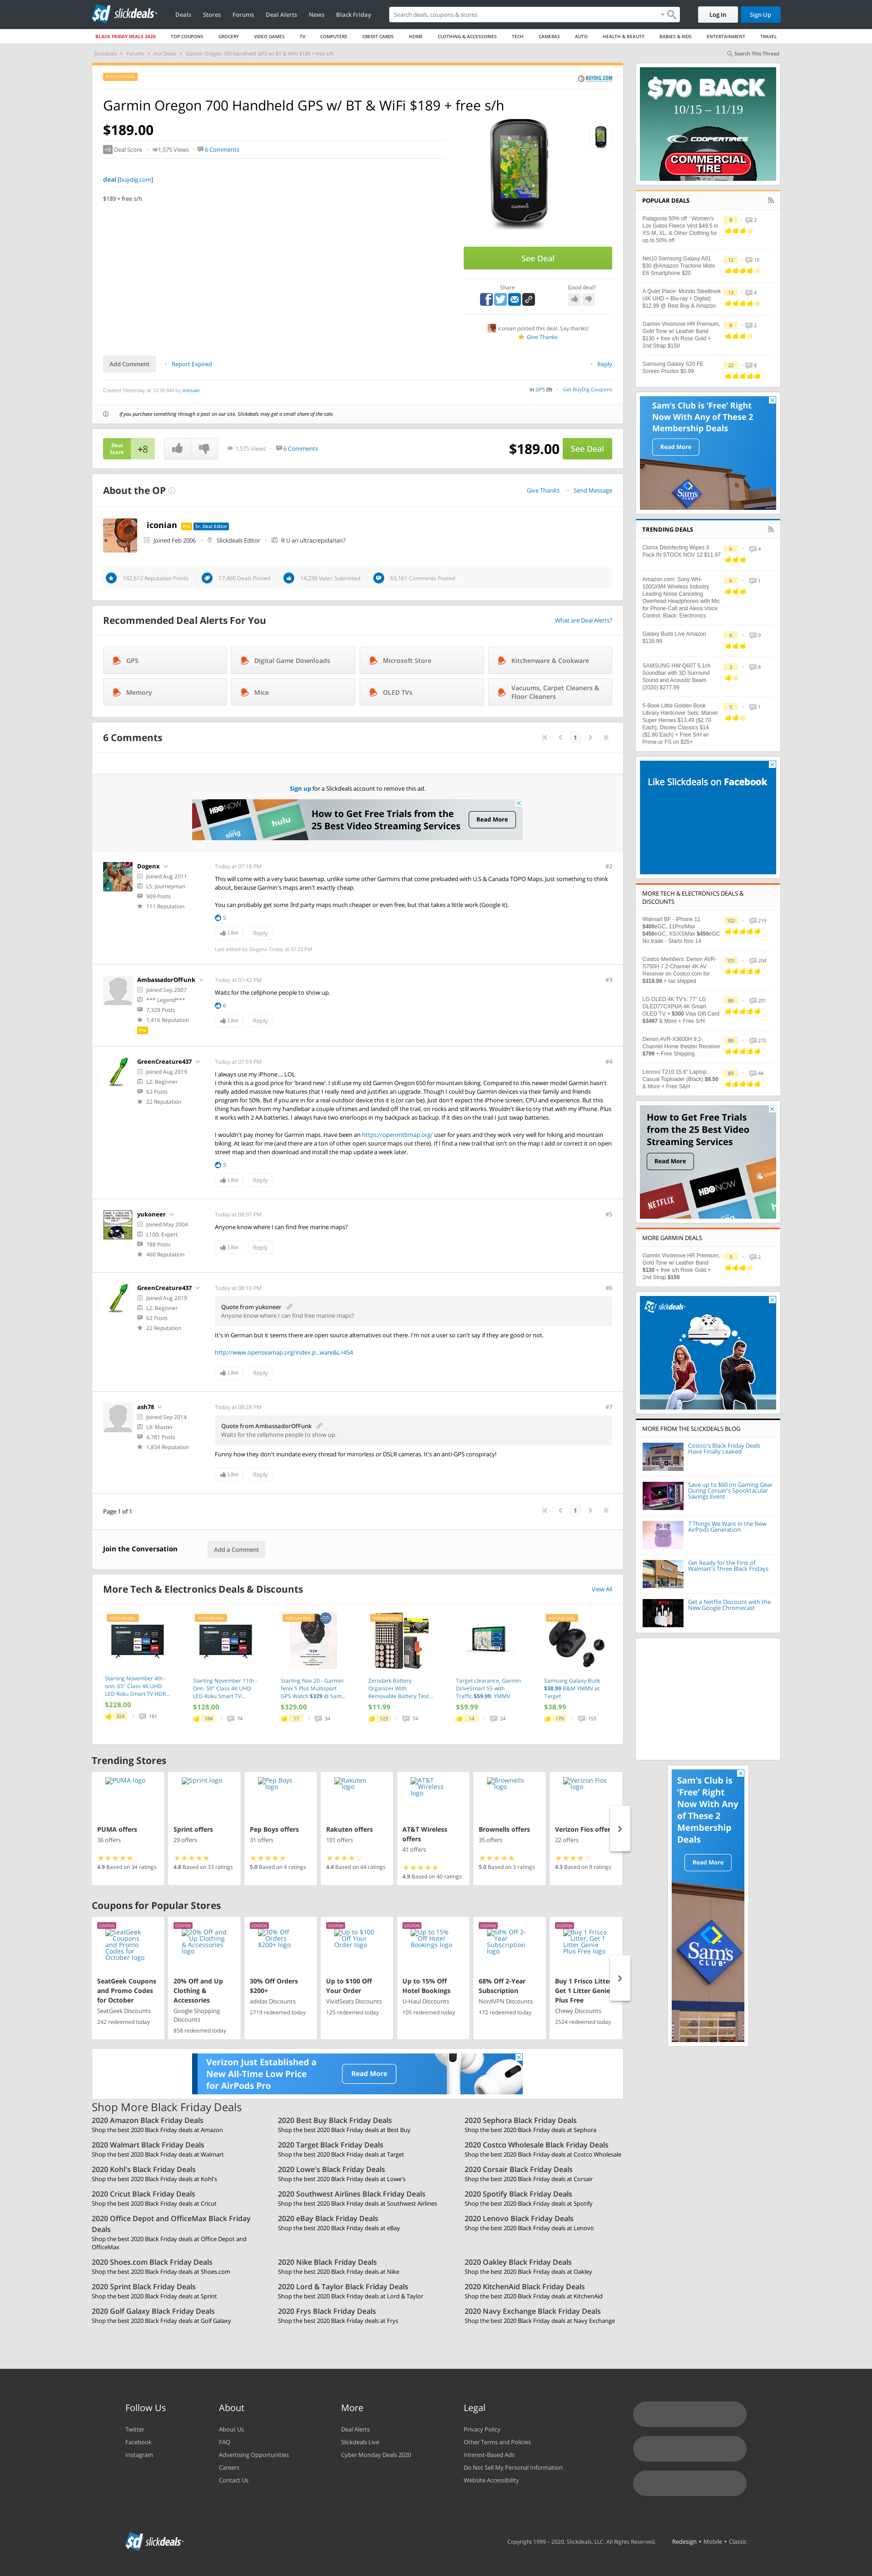 slickdeals
Deals
Stores
Forums
Deal Alerts
News
Black Friday
Search deals, coupons & stores
Log In
Sign Up
BLACK FRIDAY DEALS 2020
TOP COUPONS
GROCERY
VIDEO GAMES
TV
COMPUTERS
CREDIT CARDS
HOME
CLOTHING & ACCESSORIES
TECH
CAMERAS
AUTO
HEALTH & BEAUTY
BABIES & KIDS
ENTERTAINMENT
TRAVEL
Slickdeals › Forums › Hot Deals › Garmin Oregon 700 Handheld GPS w/ BT & WiFi $189 + free s/h
Search This Thread
POPULAR DEAL
BUYDIG.COM
Garmin Oregon 700 Handheld GPS w/ BT & WiFi $189 + free s/h
$189.00
+8 Deal Score
1,575 Views
6 Comments
deal [buydig.com]
$189 + free s/h
See Deal
Share
Good deal?
iconian posted this deal. Say thanks!
Give Thanks
Add Comment
Report Expired
Reply
Created Yesterday at 10:30 AM by iconian
in GPS (9)
Get BuyDig Coupons
If you purchase something through a post on our site, Slickdeals may get a small share of the sale.
Deal Score
+8
1,575 Views
6 Comments
$189.00
See Deal
About the OP
Give Thanks
Send Message
iconian Pro Sr. Deal Editor
Joined Feb 2006
Slickdeals Editor
R U an ultracrepidarian?
142,612 Reputation Points
17,460 Deals Posted
14,236 Votes Submitted
63,161 Comments Posted
Recommended Deal Alerts For You
What are Deal Alerts?
GPS
Digital Game Downloads
Microsoft Store
Kitchenware & Cookware
Memory
Mice
OLED TVs
Vacuums, Carpet Cleaners & Floor Cleaners
6 Comments
1
Sign up for a Slickdeals account to remove this ad.
HBO NOW
sling
hulu
How to Get Free Trials from the 25 Best Video Streaming Services
Read More
Dogenx
Joined Aug 2011
L5: Journeyman
909 Posts
111 Reputation
Today at 07:18 PM
#2
This will come with a very basic basemap, unlike some other Garmins that come preloaded with U.S & Canada TOPO Maps. Just something to think about, because Garmin's maps aren't exactly cheap.
You can probably get some 3rd party maps much cheaper or even free, but that takes a little work (Google it).
5
Like
Reply
Last edited by Dogenx Today at 07:23 PM.
AmbassadorOfFunk
Joined Sep 2007
*** Legend***
7,328 Posts
1,416 Reputation
Pro
Today at 07:42 PM
#3
Waits for the cellphone people to show up.
6
Like
Reply
GreenCreature437
Joined Aug 2019
L2: Beginner
62 Posts
22 Reputation
Today at 07:59 PM
#4
I always use my iPhone.... LOL
I think this is a good price for 'brand new'. I still use my old Garmin Oregon 650 for mountain biking. Compared to this newer model Garmin hasn't really added massive new features that I need and justifies an upgrade. Though I could buy Garmin devices cheaper via their family and friends program for 50%. But if you also need color and not a small screen size device this is it (or can be). Just don't expect the iPhone screen, CPU, and experience. But this thing has flown from my handlebar a couple of times and landed off the trail, on rocks and still works. Wouldn't like to try that with my iPhone. Plus it works with 2 AA batteries. I always have two eneloops in my backpack as backup. If it dies on the trail I just swap batteries.
I wouldn't pay money for Garmin maps. Have been an https://openmtbmap.org/ user for years and they work very well for hiking and mountain biking. At least for me (and there are a ton of other open source maps out there). If I find a new trail that isn't on the map I add or correct it on open street map and then download and install the map update a week later.
3
Like
Reply
yukoneer
Joined May 2004
L100: Expert
788 Posts
460 Reputation
Today at 08:07 PM
#5
Anyone know where I can find free marine maps?
Like
Reply
GreenCreature437
Joined Aug 2019
L2: Beginner
62 Posts
22 Reputation
Today at 08:10 PM
#6
Quote from yukoneer
Anyone know where I can find free marine maps?
It's in German but it seems there are open source alternatives out there. I'm not a user so can't say if they are good or not.
http://www.openseamap.org/index.p...ware&L=454
Like
Reply
ash78
Joined Sep 2014
L9: Master
4,781 Posts
1,834 Reputation
Today at 08:28 PM
#7
Quote from AmbassadorOfFunk
Waits for the cellphone people to show up.
Funny how they don't inundate every thread for mirrorless or DSLR cameras. It's an anti-GPS conspiracy!
Like
Reply
Page 1 of 1
1
Join the Conversation
Add a Comment
More Tech & Electronics Deals & Discounts
View All
Starting November 4th - onn. 65" Class 4K UHD LED Roku Smart TV HDR...
$228.00
324
181
Starting November 11th - Onn. 50" Class 4K UHD LED Roku Smart TV...
$128.00
184
74
Starting Nov 20 - Garmin fenix 5 Plus Multisport GPS Watch $329 @ Sam...
$329.00
17
34
Zerodark Battery Organizer With Removable Battery Test...
$11.99
123
74
Target clearance, Garmin DriveSmart 55 with Traffic $59.99, YMMV
$59.99
14
24
Samsung Galaxy Buds $38.99 B&M YMMV at Target
$38.99
170
155
Trending Stores
PUMA logo
PUMA offers
36 offers
4.9 Based on 34 ratings
Sprint logo
Sprint offers
29 offers
4.8 Based on 33 ratings
Pep Boys logo
Pep Boys offers
31 offers
5.0 Based on 4 ratings
Rakuten logo
Rakuten offers
101 offers
4.4 Based on 44 ratings
AT&T Wireless logo
AT&T Wireless offers
41 offers
4.9 Based on 40 ratings
Brownells logo
Brownells offers
35 offers
5.0 Based on 3 ratings
Verizon Fios logo
Verizon Fios offer
22 offers
4.3 Based on 9 ratings
Coupons for Popular Stores
COUPON
SeatGeek Coupons and Promo Codes for October logo
SeatGeek Coupons and Promo Codes for October
SeatGeek Discounts
242 redeemed today
COUPON
20% Off and Up Clothing & Accessories logo
20% Off and Up Clothing & Accessories
Google Shopping Discounts
858 redeemed today
COUPON
30% Off Orders $200+ logo
30% Off Orders $200+
adidas Discounts
2719 redeemed today
COUPON
Up to $100 Off Your Order logo
Up to $100 Off Your Order
VividSeats Discounts
125 redeemed today
COUPON
Up to 15% Off Hotel Bookings logo
Up to 15% Off Hotel Bookings
U-Haul Discounts
105 redeemed today
COUPON
68% Off 2-Year Subscription logo
68% Off 2-Year Subscription
NordVPN Discounts
172 redeemed today
COUPON
Buy 1 Frisco Litter, Get 1 Litter Genie Plus Free logo
Buy 1 Frisco Litter Get 1 Litter Genie Plus Free
Chewy Discounts
2524 redeemed today
Verizon Just Established a New All-Time Low Price for AirPods Pro
Read More
Shop More Black Friday Deals
2020 Amazon Black Friday Deals
Shop the best 2020 Black Friday deals at Amazon
2020 Best Buy Black Friday Deals
Shop the best 2020 Black Friday deals at Best Buy
2020 Sephora Black Friday Deals
Shop the best 2020 Black Friday deals at Sephora
2020 Walmart Black Friday Deals
Shop the best 2020 Black Friday deals at Walmart
2020 Target Black Friday Deals
Shop the best 2020 Black Friday deals at Target
2020 Costco Wholesale Black Friday Deals
Shop the best 2020 Black Friday deals at Costco Wholesale
2020 Kohl's Black Friday Deals
Shop the best 2020 Black Friday deals at Kohl's
2020 Lowe's Black Friday Deals
Shop the best 2020 Black Friday deals at Lowe's
2020 Corsair Black Friday Deals
Shop the best 2020 Black Friday deals at Corsair
2020 Cricut Black Friday Deals
Shop the best 2020 Black Friday deals at Cricut
2020 Southwest Airlines Black Friday Deals
Shop the best 2020 Black Friday deals at Southwest Airlines
2020 Spotify Black Friday Deals
Shop the best 2020 Black Friday deals at Spotify
2020 Office Depot and OfficeMax Black Friday Deals
Shop the best 2020 Black Friday deals at Office Depot and OfficeMax
2020 eBay Black Friday Deals
Shop the best 2020 Black Friday deals at eBay
2020 Lenovo Black Friday Deals
Shop the best 2020 Black Friday deals at Lenovo
2020 Shoes.com Black Friday Deals
Shop the best 2020 Black Friday deals at Shoes.com
2020 Nike Black Friday Deals
Shop the best 2020 Black Friday deals at Nike
2020 Oakley Black Friday Deals
Shop the best 2020 Black Friday deals at Oakley
2020 Sprint Black Friday Deals
Shop the best 2020 Black Friday deals at Sprint
2020 Lord & Taylor Black Friday Deals
Shop the best 2020 Black Friday deals at Lord & Taylor
2020 KitchenAid Black Friday Deals
Shop the best 2020 Black Friday deals at KitchenAid
2020 Golf Galaxy Black Friday Deals
Shop the best 2020 Black Friday deals at Golf Galaxy
2020 Frys Black Friday Deals
Shop the best 2020 Black Friday deals at Frys
2020 Navy Exchange Black Friday Deals
Shop the best 2020 Black Friday deals at Navy Exchange
$70 BACK
10/15 – 11/19
COOPERTIRES
COMMERCIAL TIRE
POPULAR DEALS
Patagonia 50% off : Women's Los Gatos Fleece Vest $49.5 in XS-M, XL, & Other Clothing for up to 50% off
8
2
Net10 Samsung Galaxy A01 $30 @Amazon Tracfone Moto E6 Smartphone $20
12
10
A Quiet Place: Mondo Steelbook (4K UHD + Blu-ray + Digital) $12.99 @ Best Buy & Amazon
13
4
Garmin Vivomove HR Premium, Gold Tone w/ Leather Band $130 + free s/h Rose Gold + 2nd Strap $150
8
2
Samsung Galaxy S20 FE Screen Proctor $0.99
22
8
Sam's Club is 'Free' Right Now With Any of These 2 Membership Deals
Read More
Sam's
TRENDING DEALS
Clorox Disinfecting Wipes 3 Pack IN STOCK NOV 12 $11.97
6
4
Amazon.com: Sony WH-1000XM4 Wireless Industry Leading Noise Canceling Overhead Headphones with Mic for Phone-Call and Alexa Voice Control, Black: Electronics
6
1
Galaxy Buds Live Amazon $139.99
6
9
SAMSUNG HW-Q60T 5.1ch Soundbar with 3D Surround Sound and Acoustic Beam (2020) $277.99
3
8
5-Book Little Golden Book Library Hardcover Sets: Marvel Super Heroes $13.49 ($2.70 Each), Disney Classics $14 ($2.80 Each) + Free S/H w/ Prime or FS on $25+
5
1
Like Slickdeals on Facebook
MORE TECH & ELECTRONICS DEALS & DISCOUNTS
Walmart BF - iPhone 11 $400eGC, 11Pro/Max $450eGC, XS/XSMax $450eGC No trade - Starts Nov 14
102
219
Costco Members: Denon AVR-S750H 7.2-Channel 4K AV Receiver on Costco.com for $319.99 + tax shipped
101
204
LG OLED 4K TV's: 77" LG OLED77CXPUA 4K Smart OLED TV + $300 Visa Gift Card $3497 & More + Free S/H
88
201
Denon AVR-X3600H 9.2-Channel Home theater Receiver $799 + Free Shipping
88
272
Lenovo T210 15.6" Laptop Casual Toploader (Black) $9.50 & More + Free S&H
89
44
How to Get Free Trials from the 25 Best Video Streaming Services
Read More
NETFLIX
HBO NOW
MORE GARMIN DEALS
Garmin Vivomove HR Premium, Gold Tone w/ Leather Band $130 + free s/h Rose Gold + 2nd Strap $150
9
2
slickdeals
MORE FROM THE SLICKDEALS BLOG
Costco's Black Friday Deals Have Finally Leaked
Save up to $60 on Gaming Gear During Corsair's Spooktacular Savings Event
7 Things We Want in the New AirPods Generation
Get Ready for the First of Walmart's Three Black Fridays
Get a Netflix Discount with the New Google Chromecast
Sam's Club is 'Free' Right Now With Any of These 2 Membership Deals
Read More
Sam's CLUB
Follow Us
Twitter
Facebook
Instagram
About
About Us
FAQ
Advertising Opportunities
Careers
Contact Us
More
Deal Alerts
Slickdeals Live
Cyber Monday Deals 2020
Legal
Privacy Policy
Other Terms and Policies
Interest-Based Ads
Do Not Sell My Personal Information
Website Accessibility
slickdeals
Copyright 1999 – 2020. Slickdeals, LLC. All Rights Reserved.
Redesign • Mobile • Classic